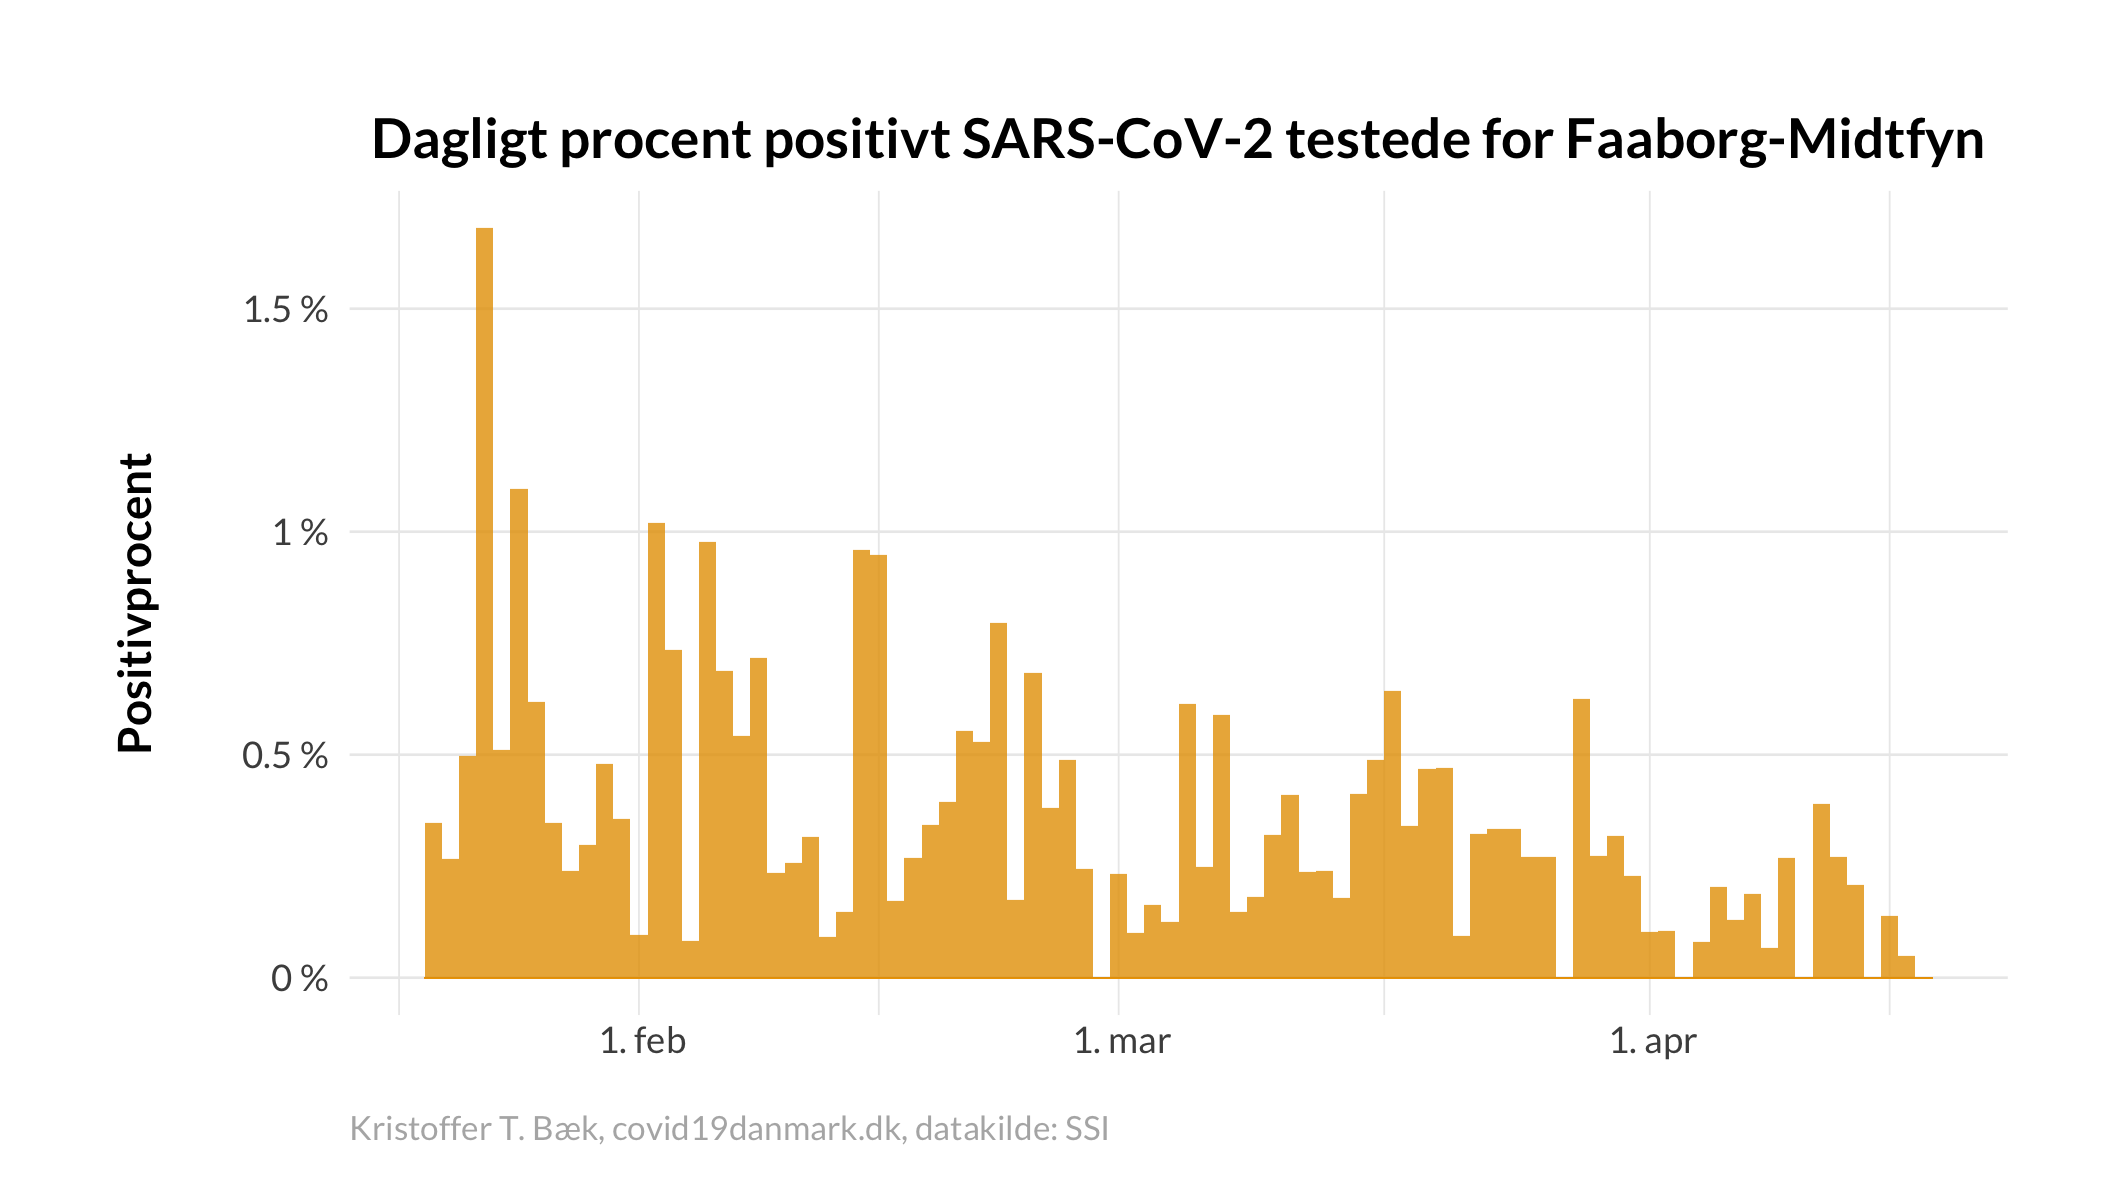 Dagligt procent positivt SARS-CoV-2 testede for Faaborg-Midtfyn
Positivprocent
1.5 %
1 %
0.5 %
0 %
1. feb
1. mar
1. apr
Kristoffer T. Bæk, covid19danmark.dk, datakilde: SSI